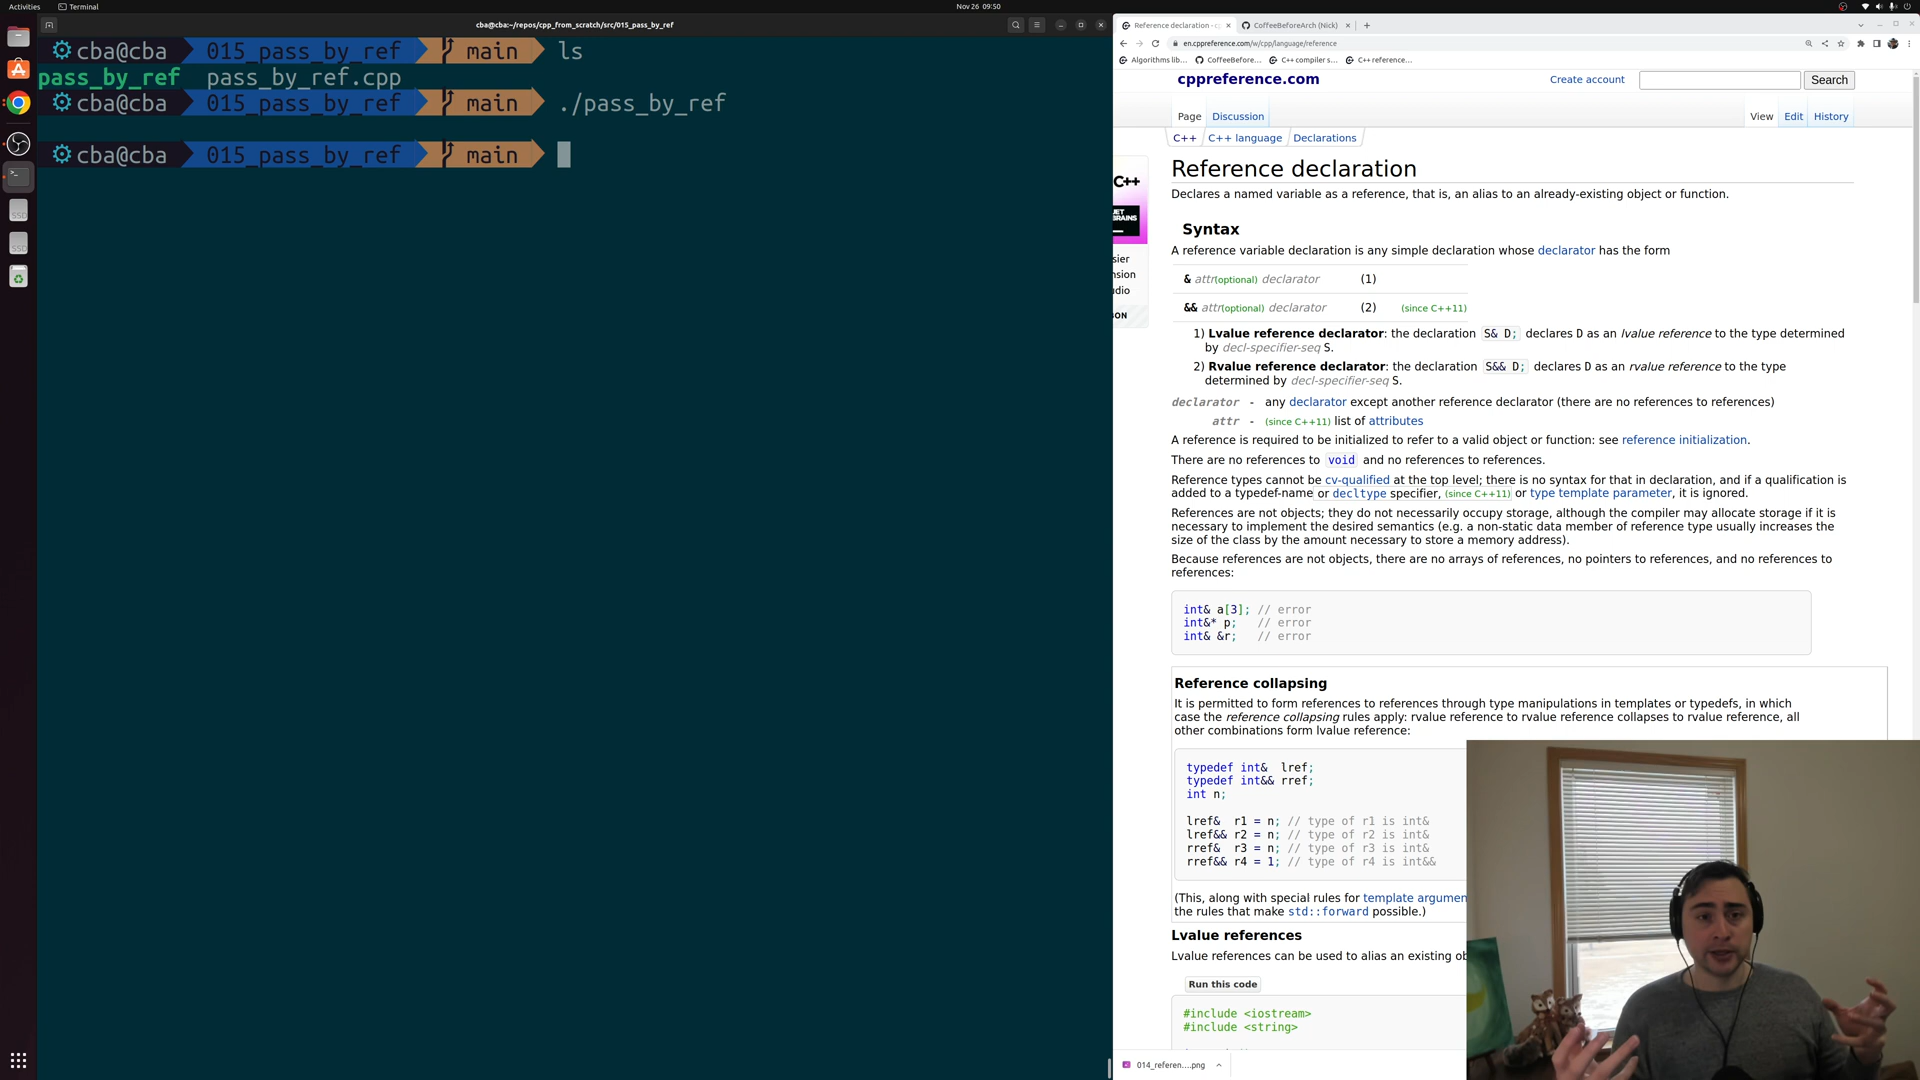 Activities
Terminal
Nov 26 09:50
cba@cba:~/repos/cpp_from_scratch/src/015_pass_by_ref
cba@cba 015_pass_by_ref main ls
pass_by_ref pass_by_ref.cpp
cba@cba 015_pass_by_ref main ./pass_by_ref
cba@cba 015_pass_by_ref main
SSD
SSD
Reference declaration - c
CoffeeBeforeArch (Nick)
en.cppreference.com/w/cpp/language/reference
Algorithms lib...
CoffeeBefore...
C++ compiler s...
C++ reference...
cppreference.com
Create account
Search
Page
Discussion
View
Edit
History
C++
C++ language
Declarations
Reference declaration
Declares a named variable as a reference, that is, an alias to an already-existing object or function.
Syntax
A reference variable declaration is any simple declaration whose declarator has the form
& attr(optional) declarator (1)
&& attr(optional) declarator (2) (since C++11)
1) Lvalue reference declarator: the declaration S& D; declares D as an lvalue reference to the type determined
by decl-specifier-seq S.
2) Rvalue reference declarator: the declaration S&& D; declares D as an rvalue reference to the type
determined by decl-specifier-seq S.
declarator - any declarator except another reference declarator (there are no references to references)
attr - (since C++11) list of attributes
A reference is required to be initialized to refer to a valid object or function: see reference initialization.
There are no references to void and no references to references.
Reference types cannot be cv-qualified at the top level; there is no syntax for that in declaration, and if a qualification is
added to a typedef-name or decltype specifier, (since C++11) or type template parameter, it is ignored.
References are not objects; they do not necessarily occupy storage, although the compiler may allocate storage if it is
necessary to implement the desired semantics (e.g. a non-static data member of reference type usually increases the
size of the class by the amount necessary to store a memory address).
Because references are not objects, there are no arrays of references, no pointers to references, and no references to
references:
int& a[3]; // error
int&* p; // error
int& &r; // error
Reference collapsing
It is permitted to form references to references through type manipulations in templates or typedefs, in which
case the reference collapsing rules apply: rvalue reference to rvalue reference collapses to rvalue reference, all
other combinations form lvalue reference:
typedef int& lref;
typedef int&& rref;
int n;
lref& r1 = n; // type of r1 is int&
lref&& r2 = n; // type of r2 is int&
rref& r3 = n; // type of r3 is int&
rref&& r4 = 1; // type of r4 is int&&
(This, along with special rules for template argumen
the rules that make std::forward possible.)
Lvalue references
Lvalue references can be used to alias an existing ob
Run this code
#include <iostream>
#include <string>
C++
JET
BRAINS
sier
nsion
udio
ON
014_referen....png